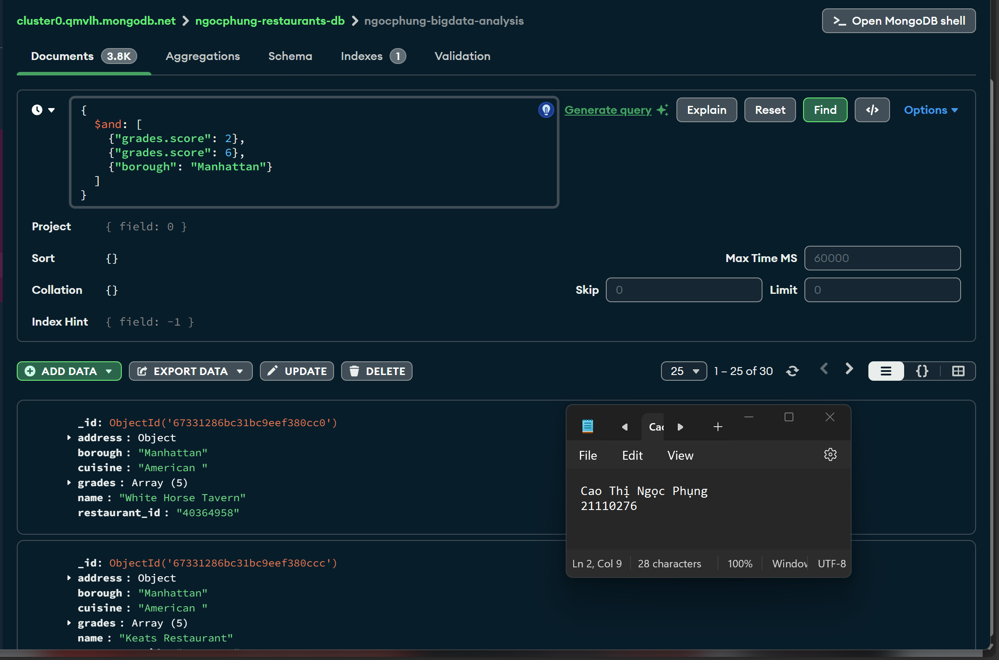 cluster0.qmvlh.mongodb.net > ngocphung-restaurants-db > ngocphung-bigdata-analysis
>_ Open MongoDB shell
Documents 3.8K Aggregations Schema Indexes 1 Validation
{
$and: [
{"grades.score": 2},
{"grades.score": 6},
{"borough": "Manhattan"}
]
}
Generate query Explain Reset Find </> Options
Project { field: 0 }
Sort {}
Max Time MS 60000
Collation {}
Skip 0 Limit 0
Index Hint { field: -1 }
ADD DATA EXPORT DATA UPDATE DELETE
25 1 – 25 of 30 {}
_id: ObjectId('67331286bc31bc9eef380cc0')
address : Object
borough : "Manhattan"
cuisine : "American "
grades : Array (5)
name : "White Horse Tavern"
restaurant_id : "40364958"
_id: ObjectId('67331286bc31bc9eef380ccc')
address : Object
borough : "Manhattan"
cuisine : "American "
grades : Array (5)
name : "Keats Restaurant"
File Edit View
Cao Thị Ngọc Phụng
21110276
Ln 2, Col 9 28 characters 100% UTF-8